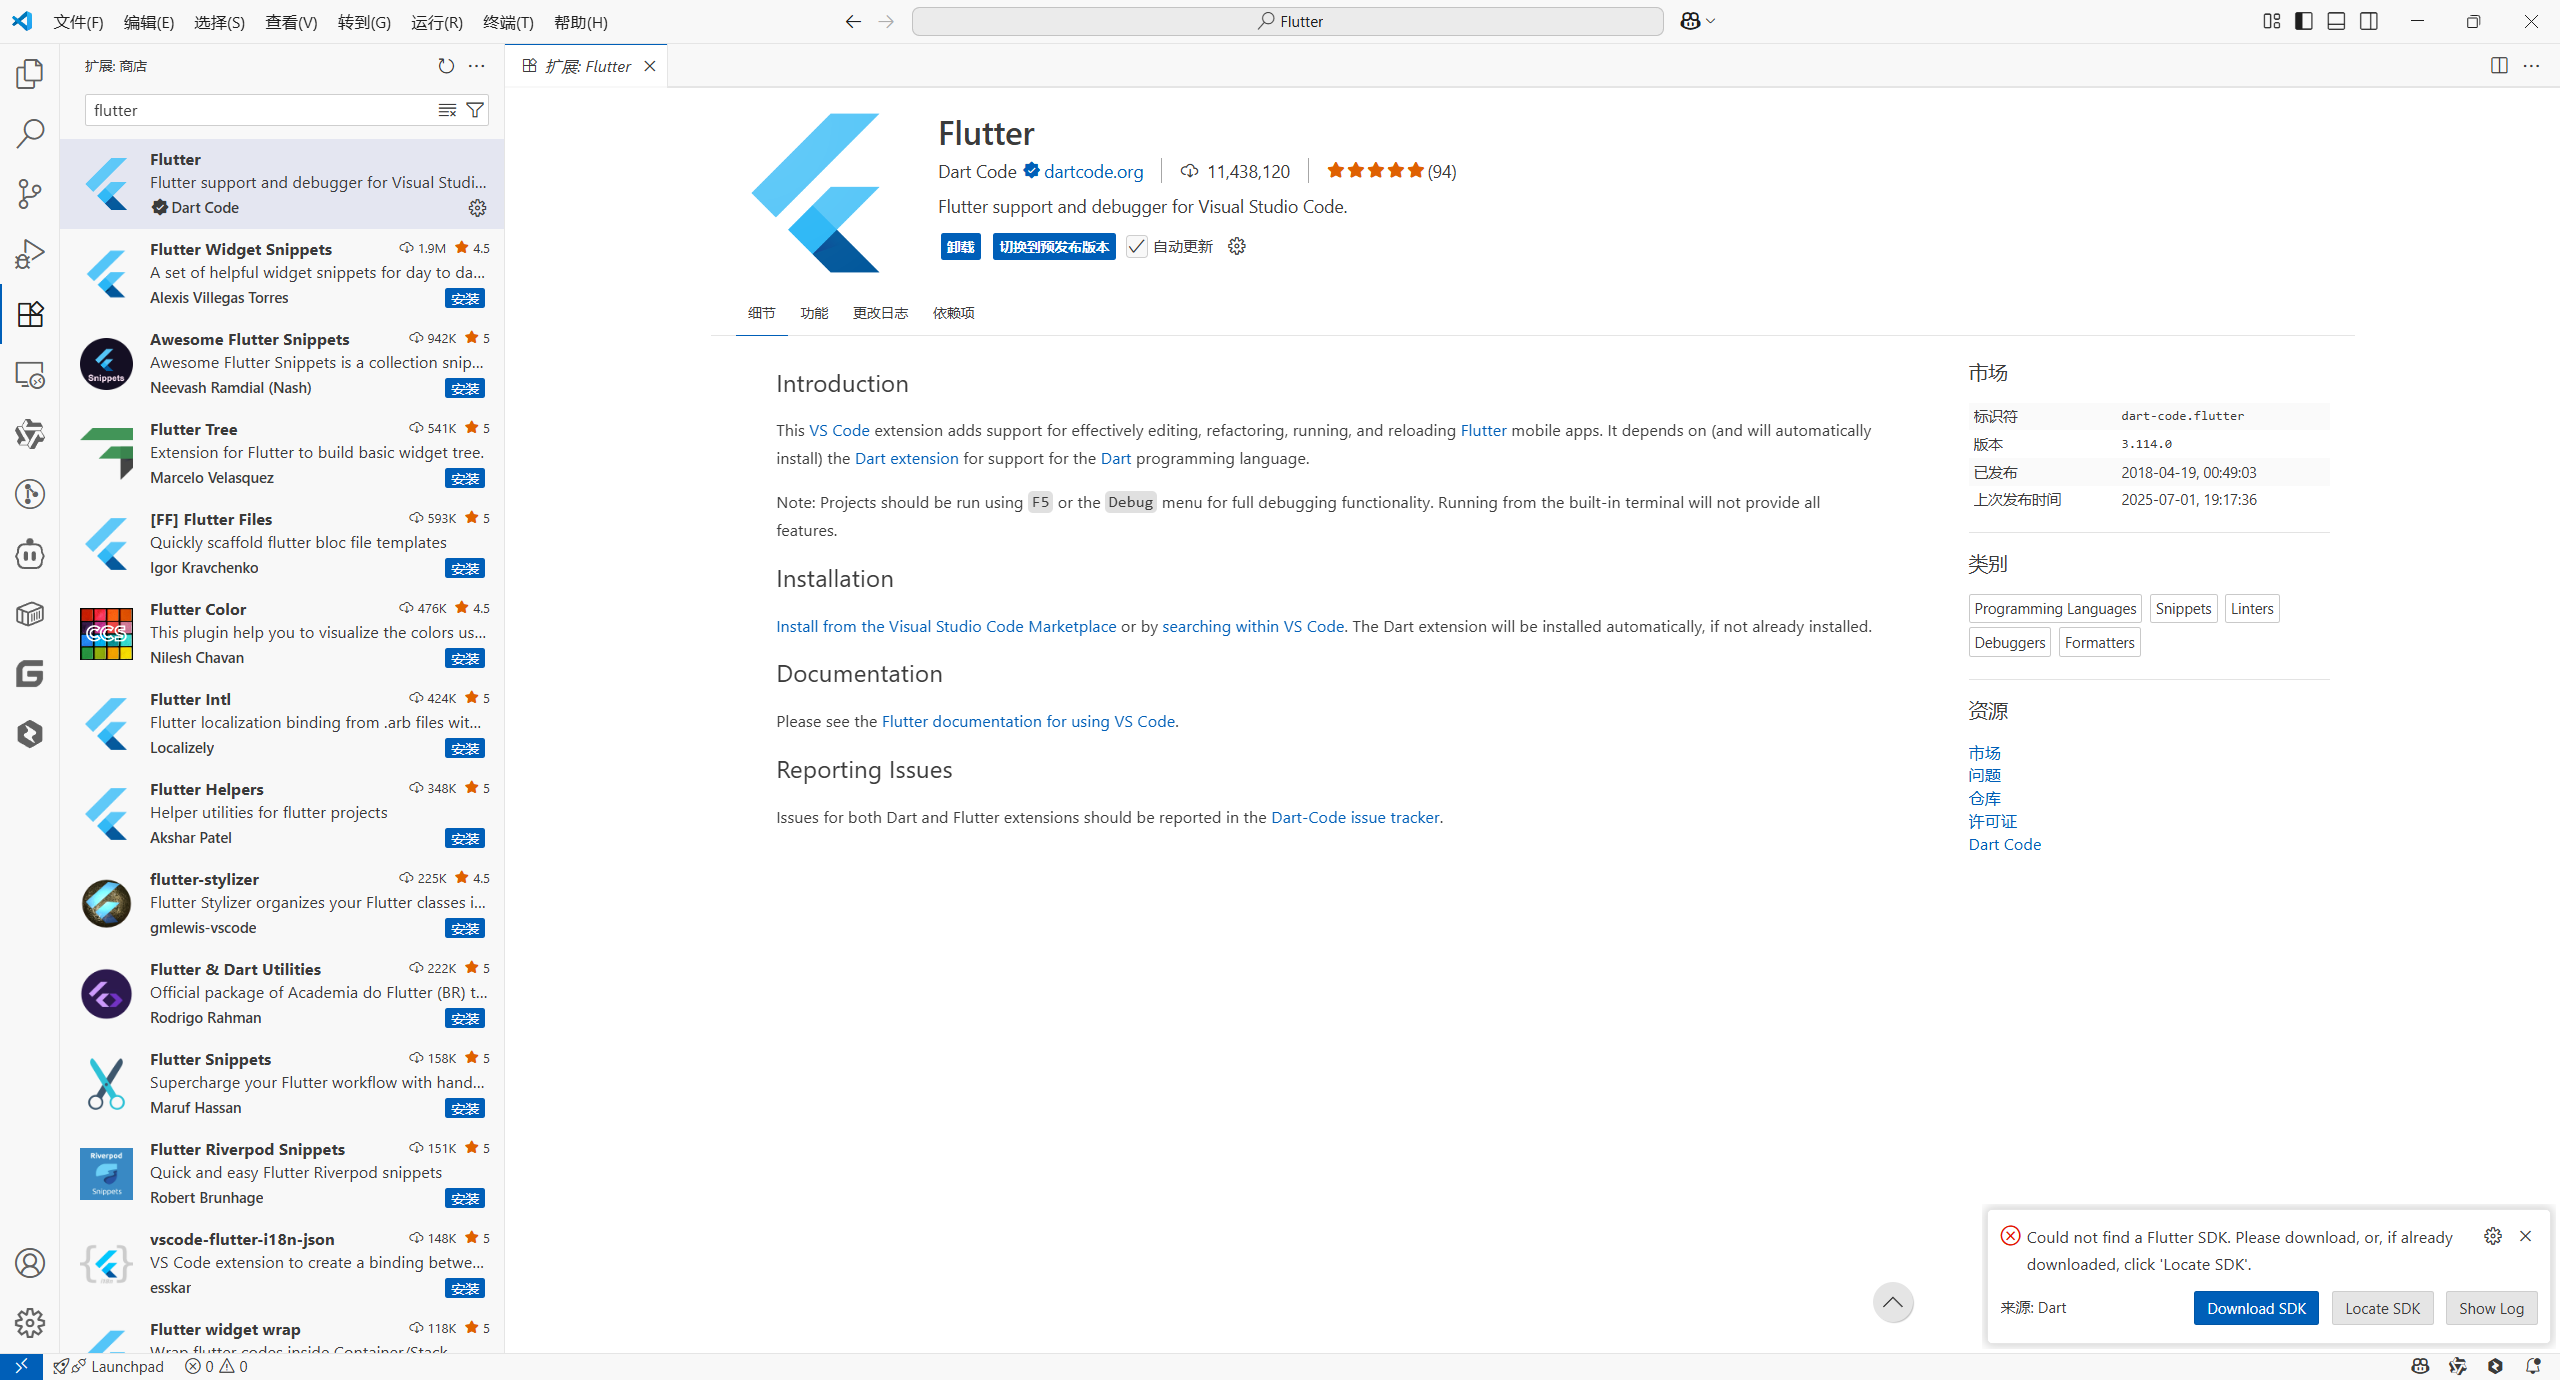 文件(F) 编辑(E) 选择(S) 查看(V) 转到(G) 运行(R) 终端(T) 帮助(H)
Flutter
扩展: 商店
flutter
Flutter
Flutter support and debugger for Visual Studi...
Dart Code
Flutter Widget Snippets 1.9M 4.5
A set of helpful widget snippets for day to da...
Alexis Villegas Torres 安装
Awesome Flutter Snippets 942K 5
Awesome Flutter Snippets is a collection snip...
Neevash Ramdial (Nash) 安装
Snippets
Flutter Tree 541K 5
Extension for Flutter to build basic widget tree.
Marcelo Velasquez 安装
[FF] Flutter Files 593K 5
Quickly scaffold flutter bloc file templates
Igor Kravchenko 安装
Flutter Color 476K 4.5
This plugin help you to visualize the colors us...
Nilesh Chavan 安装
CCS
Flutter Intl 424K 5
Flutter localization binding from .arb files wit...
Localizely 安装
Flutter Helpers 348K 5
Helper utilities for flutter projects
Akshar Patel 安装
flutter-stylizer 225K 4.5
Flutter Stylizer organizes your Flutter classes i...
gmlewis-vscode 安装
Flutter & Dart Utilities 222K 5
Official package of Academia do Flutter (BR) t...
Rodrigo Rahman 安装
Flutter Snippets 158K 5
Supercharge your Flutter workflow with hand...
Maruf Hassan 安装
Flutter Riverpod Snippets 151K 5
Quick and easy Flutter Riverpod snippets
Robert Brunhage 安装
Riverpod
Snippets
vscode-flutter-i18n-json 148K 5
VS Code extension to create a binding betwe...
esskar 安装
Flutter widget wrap 118K 5
Wrap flutter codes inside Container/Stack
扩展: Flutter
Flutter
Dart Code dartcode.org 11,438,120 (94)
Flutter support and debugger for Visual Studio Code.
卸载 切换到预发布版本 自动更新
细节 功能 更改日志 依赖项
Introduction
This VS Code extension adds support for effectively editing, refactoring, running, and reloading Flutter mobile apps. It depends on (and will automatically
install) the Dart extension for support for the Dart programming language.
Note: Projects should be run using F5 or the Debug menu for full debugging functionality. Running from the built-in terminal will not provide all
features.
Installation
Install from the Visual Studio Code Marketplace or by searching within VS Code. The Dart extension will be installed automatically, if not already installed.
Documentation
Please see the Flutter documentation for using VS Code.
Reporting Issues
Issues for both Dart and Flutter extensions should be reported in the Dart-Code issue tracker.
市场
标识符 dart-code.flutter
版本 3.114.0
已发布 2018-04-19, 00:49:03
上次发布时间 2025-07-01, 19:17:36
类别
Programming Languages Snippets Linters
Debuggers Formatters
资源
市场
问题
仓库
许可证
Dart Code
Could not find a Flutter SDK. Please download, or, if already
downloaded, click 'Locate SDK'.
来源: Dart Download SDK Locate SDK Show Log
Launchpad 0 0